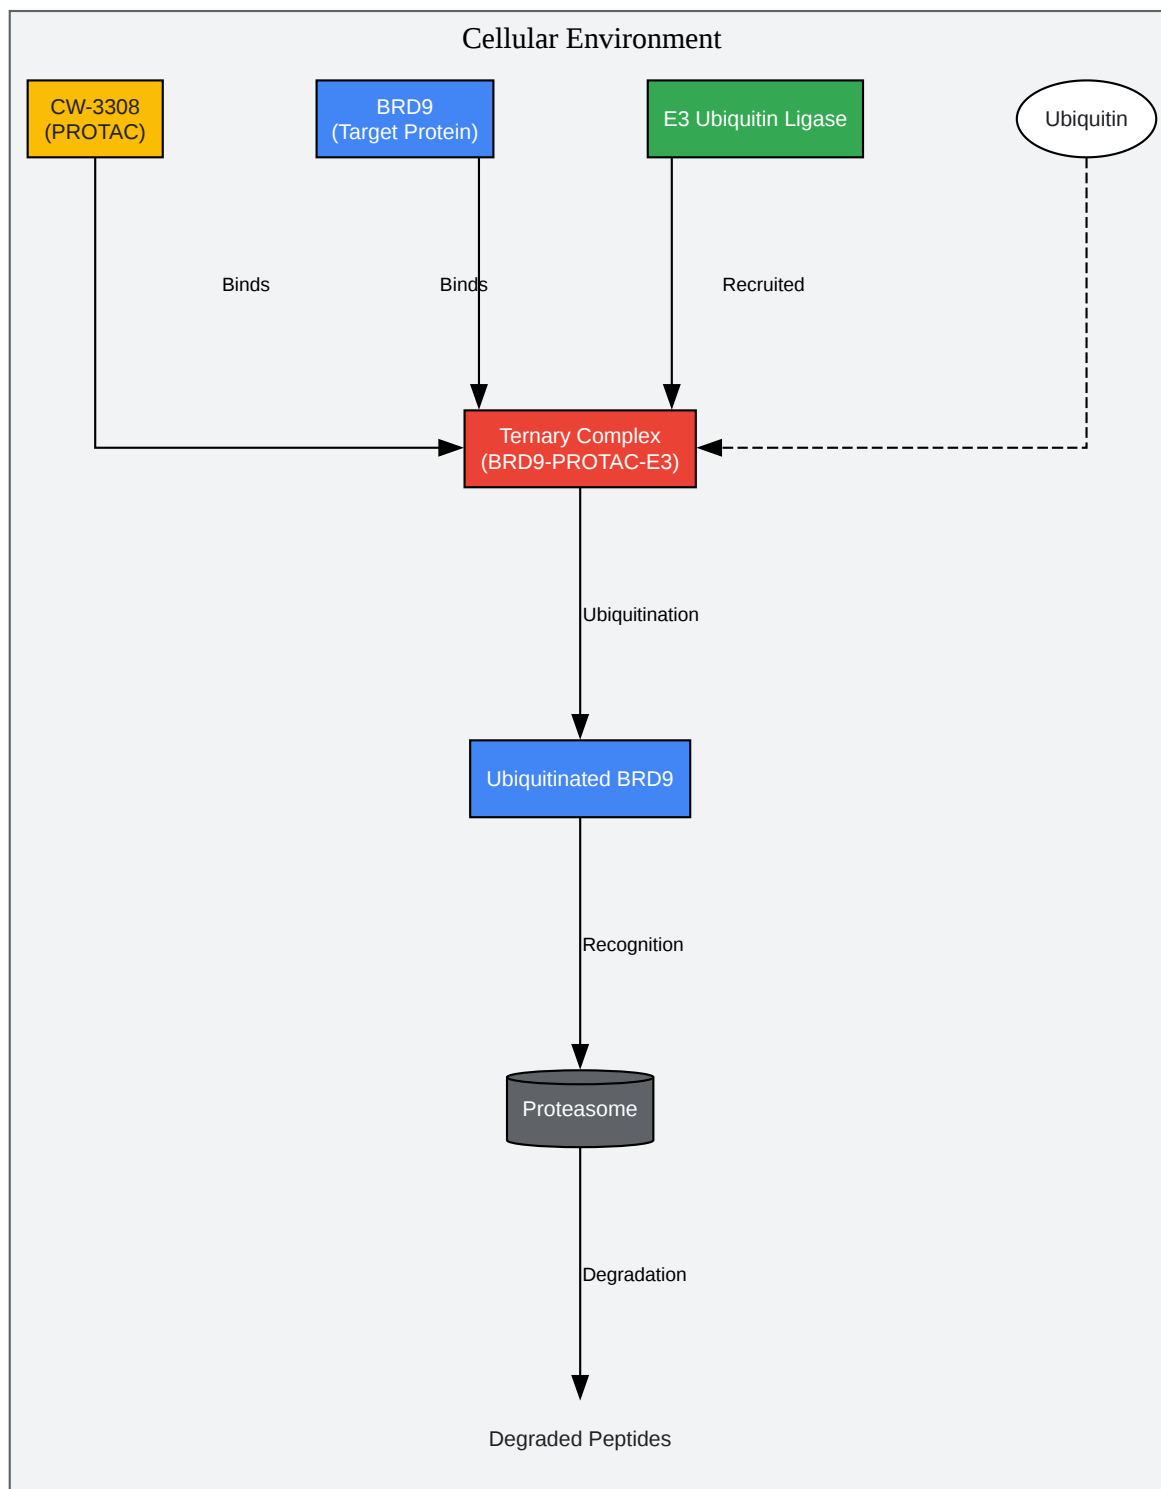 Cellular Environment
CW-3308
(PROTAC)
BRD9
(Target Protein)
E3 Ubiquitin Ligase
Ubiquitin
Binds
Binds
Recruited
Ternary Complex
(BRD9-PROTAC-E3)
Ubiquitination
Ubiquitinated BRD9
Recognition
Proteasome
Degradation
Degraded Peptides